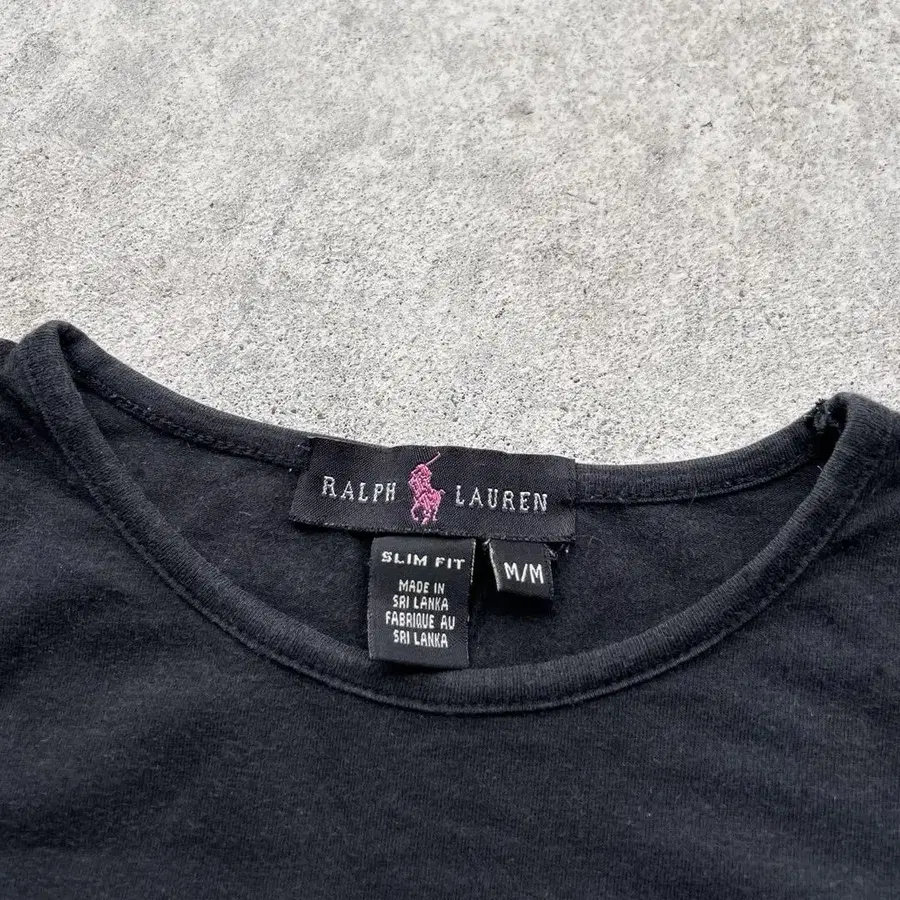 RALPH LAUREN
SLIM FIT
M/M
MADE IN
SRI LANKA
FABRIQUE AU
SRI LANKA